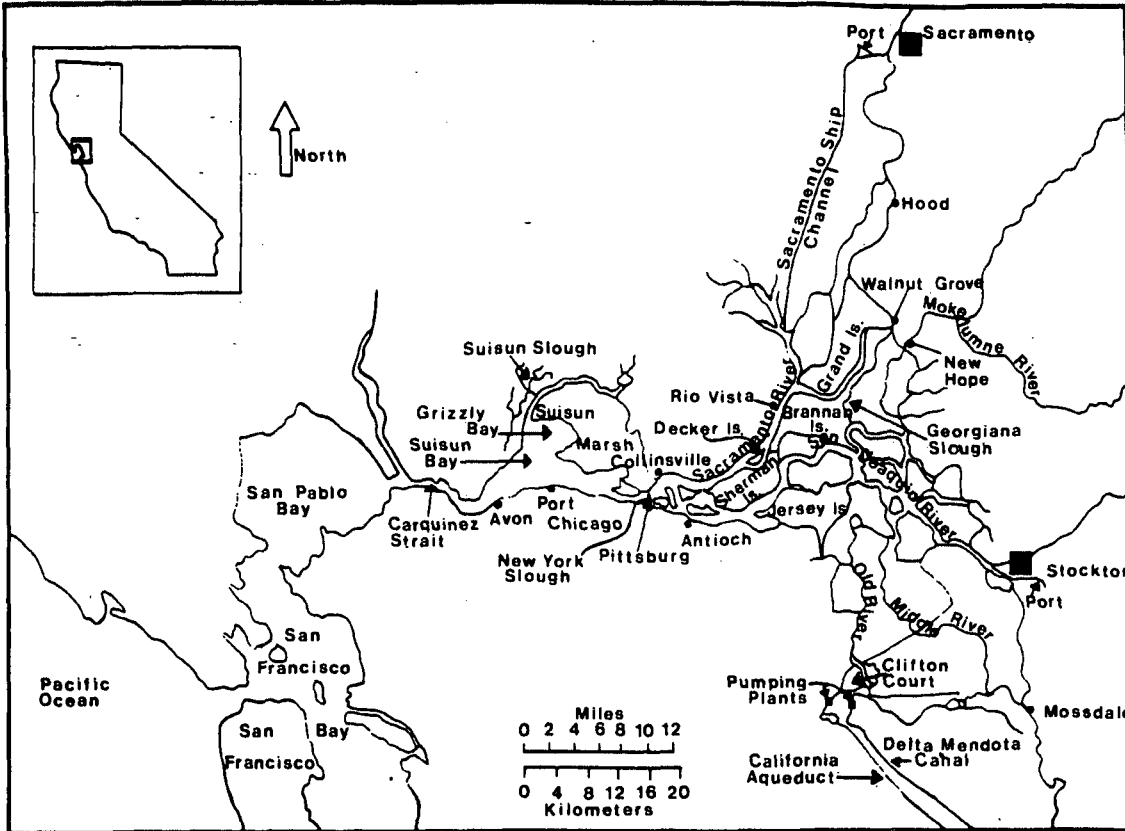 Port
Sacramento
North
Sacramento Ship
Channel
Hood
Walnut Grove
Mokelumne
River
Suisun Slough
Grand Is.
New
Hope
Rio Vista
Sacramento River
Grizzly
Bay
Suisun
Brannan
Is.
Decker Is.
Georgiana
Slough
Suisun
Bay
Marsh
Collinsville
San
Joaquin River
Sherman
Is.
San Pablo
Bay
Jersey Is.
Port
Chicago
Carquinez
Strait
Avon
Antioch
New York
Slough
Pittsburg
Stockton
Port
Old River
Middle River
San
Francisco
Clifton
Court
Pacific
Ocean
Pumping
Plants
Mossdale
Miles
San
Francisco
Bay
0 2 4 6 8 10 12
Delta Mendota
Canal
California
Aqueduct
0 4 8 12 16 20
Kilometers